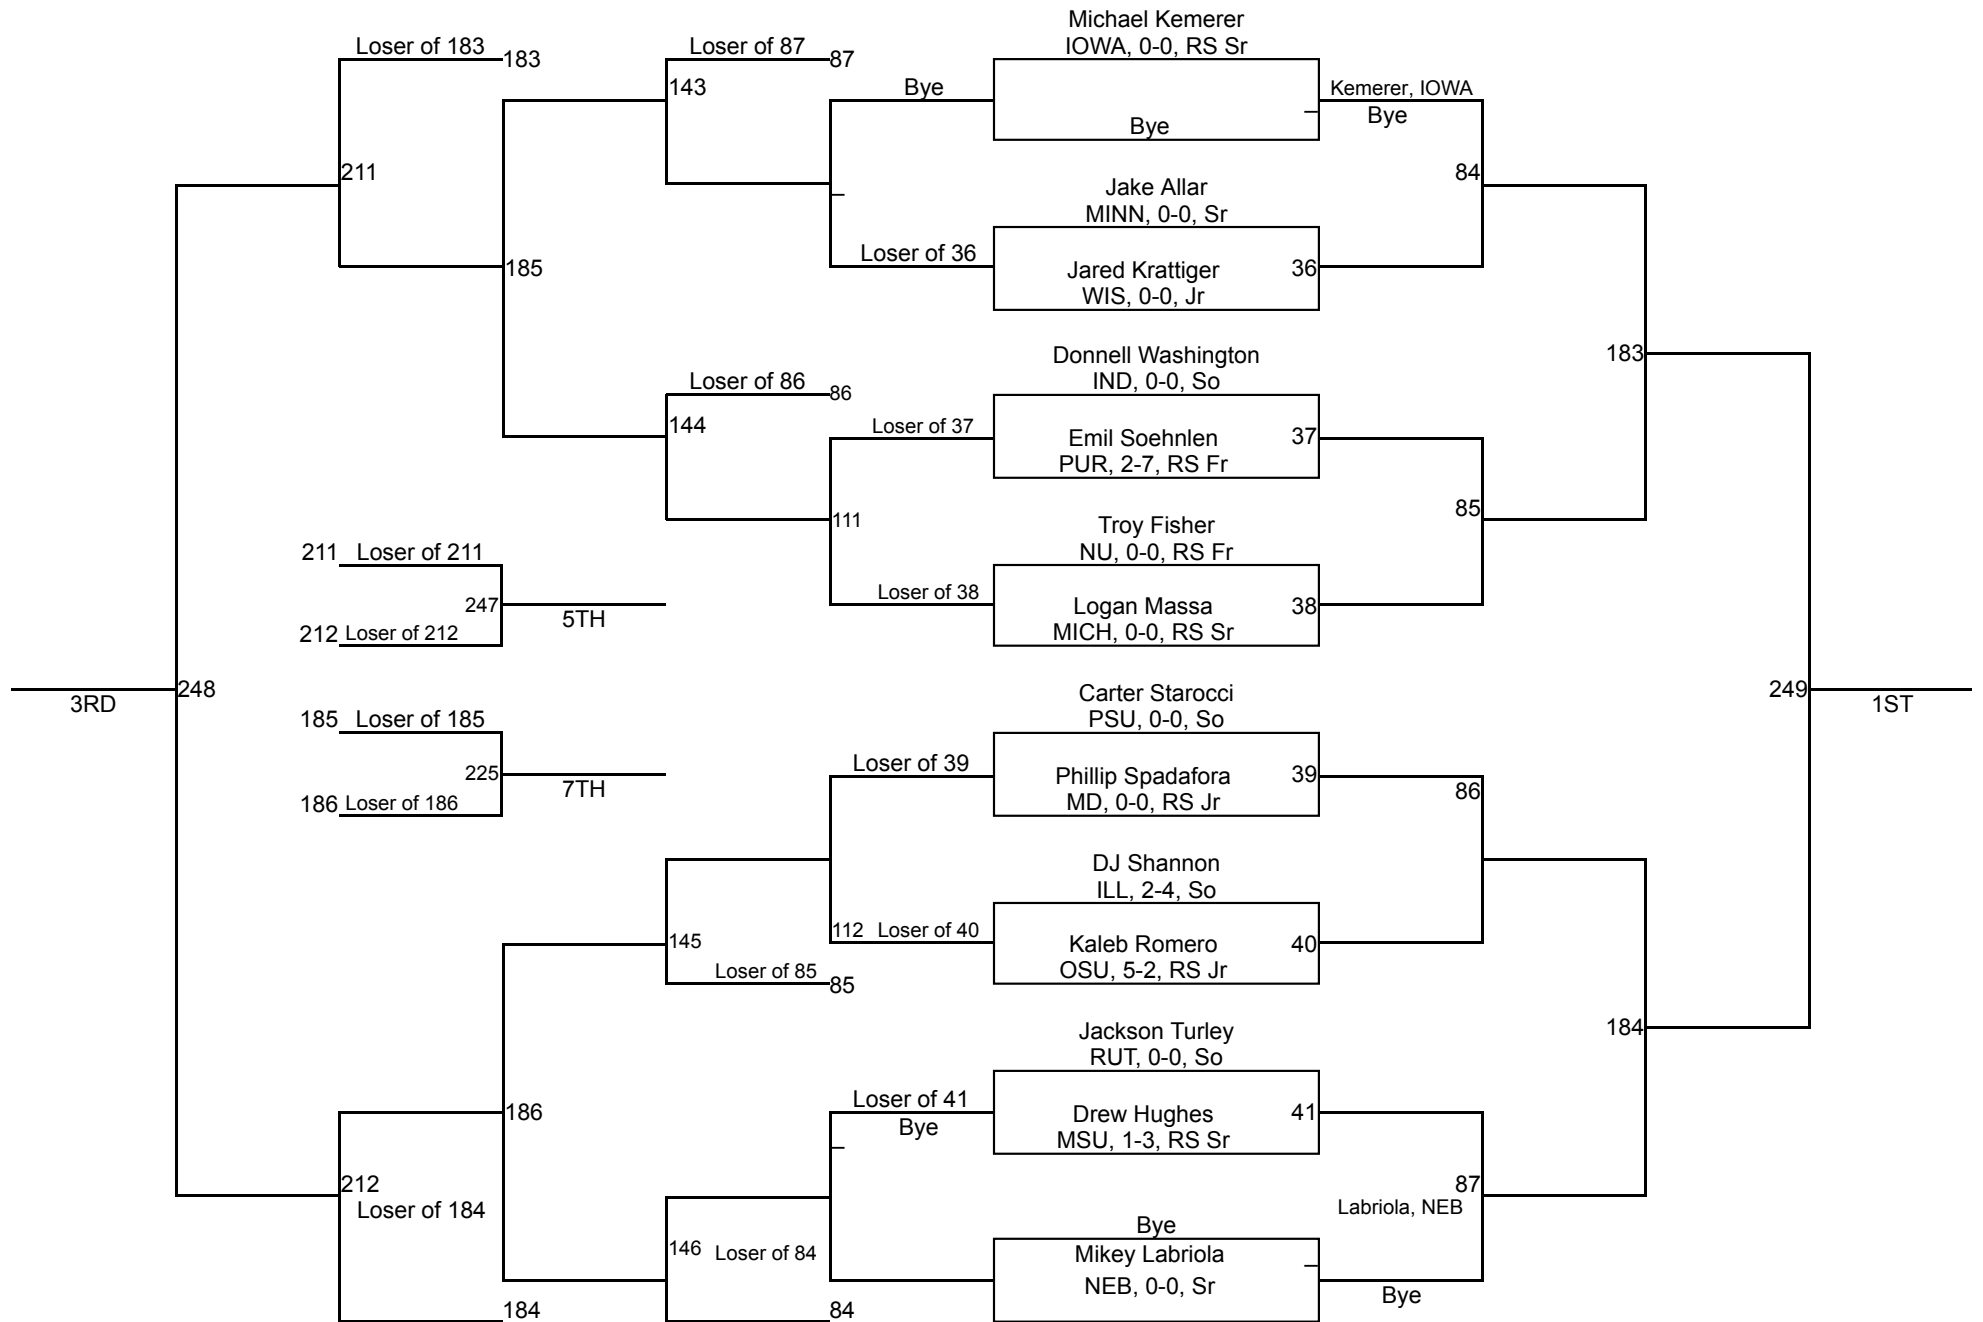 Michael Kemerer
Loser of 183
183
Loser of 87
87
IOWA, 0-0, RS Sr
143
Bye
Kemerer, IOWA
Bye
Bye
211
84
Jake Allar
MINN, 0-0, Sr
Loser of 36
185
Jared Krattiger
36
WIS, 0-0, Jr
Donnell Washington
183
Loser of 86
86
IND, 0-0, So
144
Loser of 37
Emil Soehnlen
37
PUR, 2-7, RS Fr
85
111
Troy Fisher
211
Loser of 211
NU, 0-0, RS Fr
Loser of 38
247
5TH
Logan Massa
38
212
Loser of 212
MICH, 0-0, RS Sr
248
3RD
Carter Starocci
249
1ST
185
Loser of 185
PSU, 0-0, So
Loser of 39
225
7TH
Phillip Spadafora
39
186
Loser of 186
MD, 0-0, RS Jr
86
DJ Shannon
ILL, 2-4, So
145
112
Loser of 40
Kaleb Romero
40
Loser of 85
85
OSU, 5-2, RS Jr
Jackson Turley
184
RUT, 0-0, So
186
Loser of 41
Bye
Drew Hughes
41
MSU, 1-3, RS Sr
212
Loser of 184
87
Labriola, NEB
Bye
146
Loser of 84
Mikey Labriola
NEB, 0-0, Sr
Bye
184
84